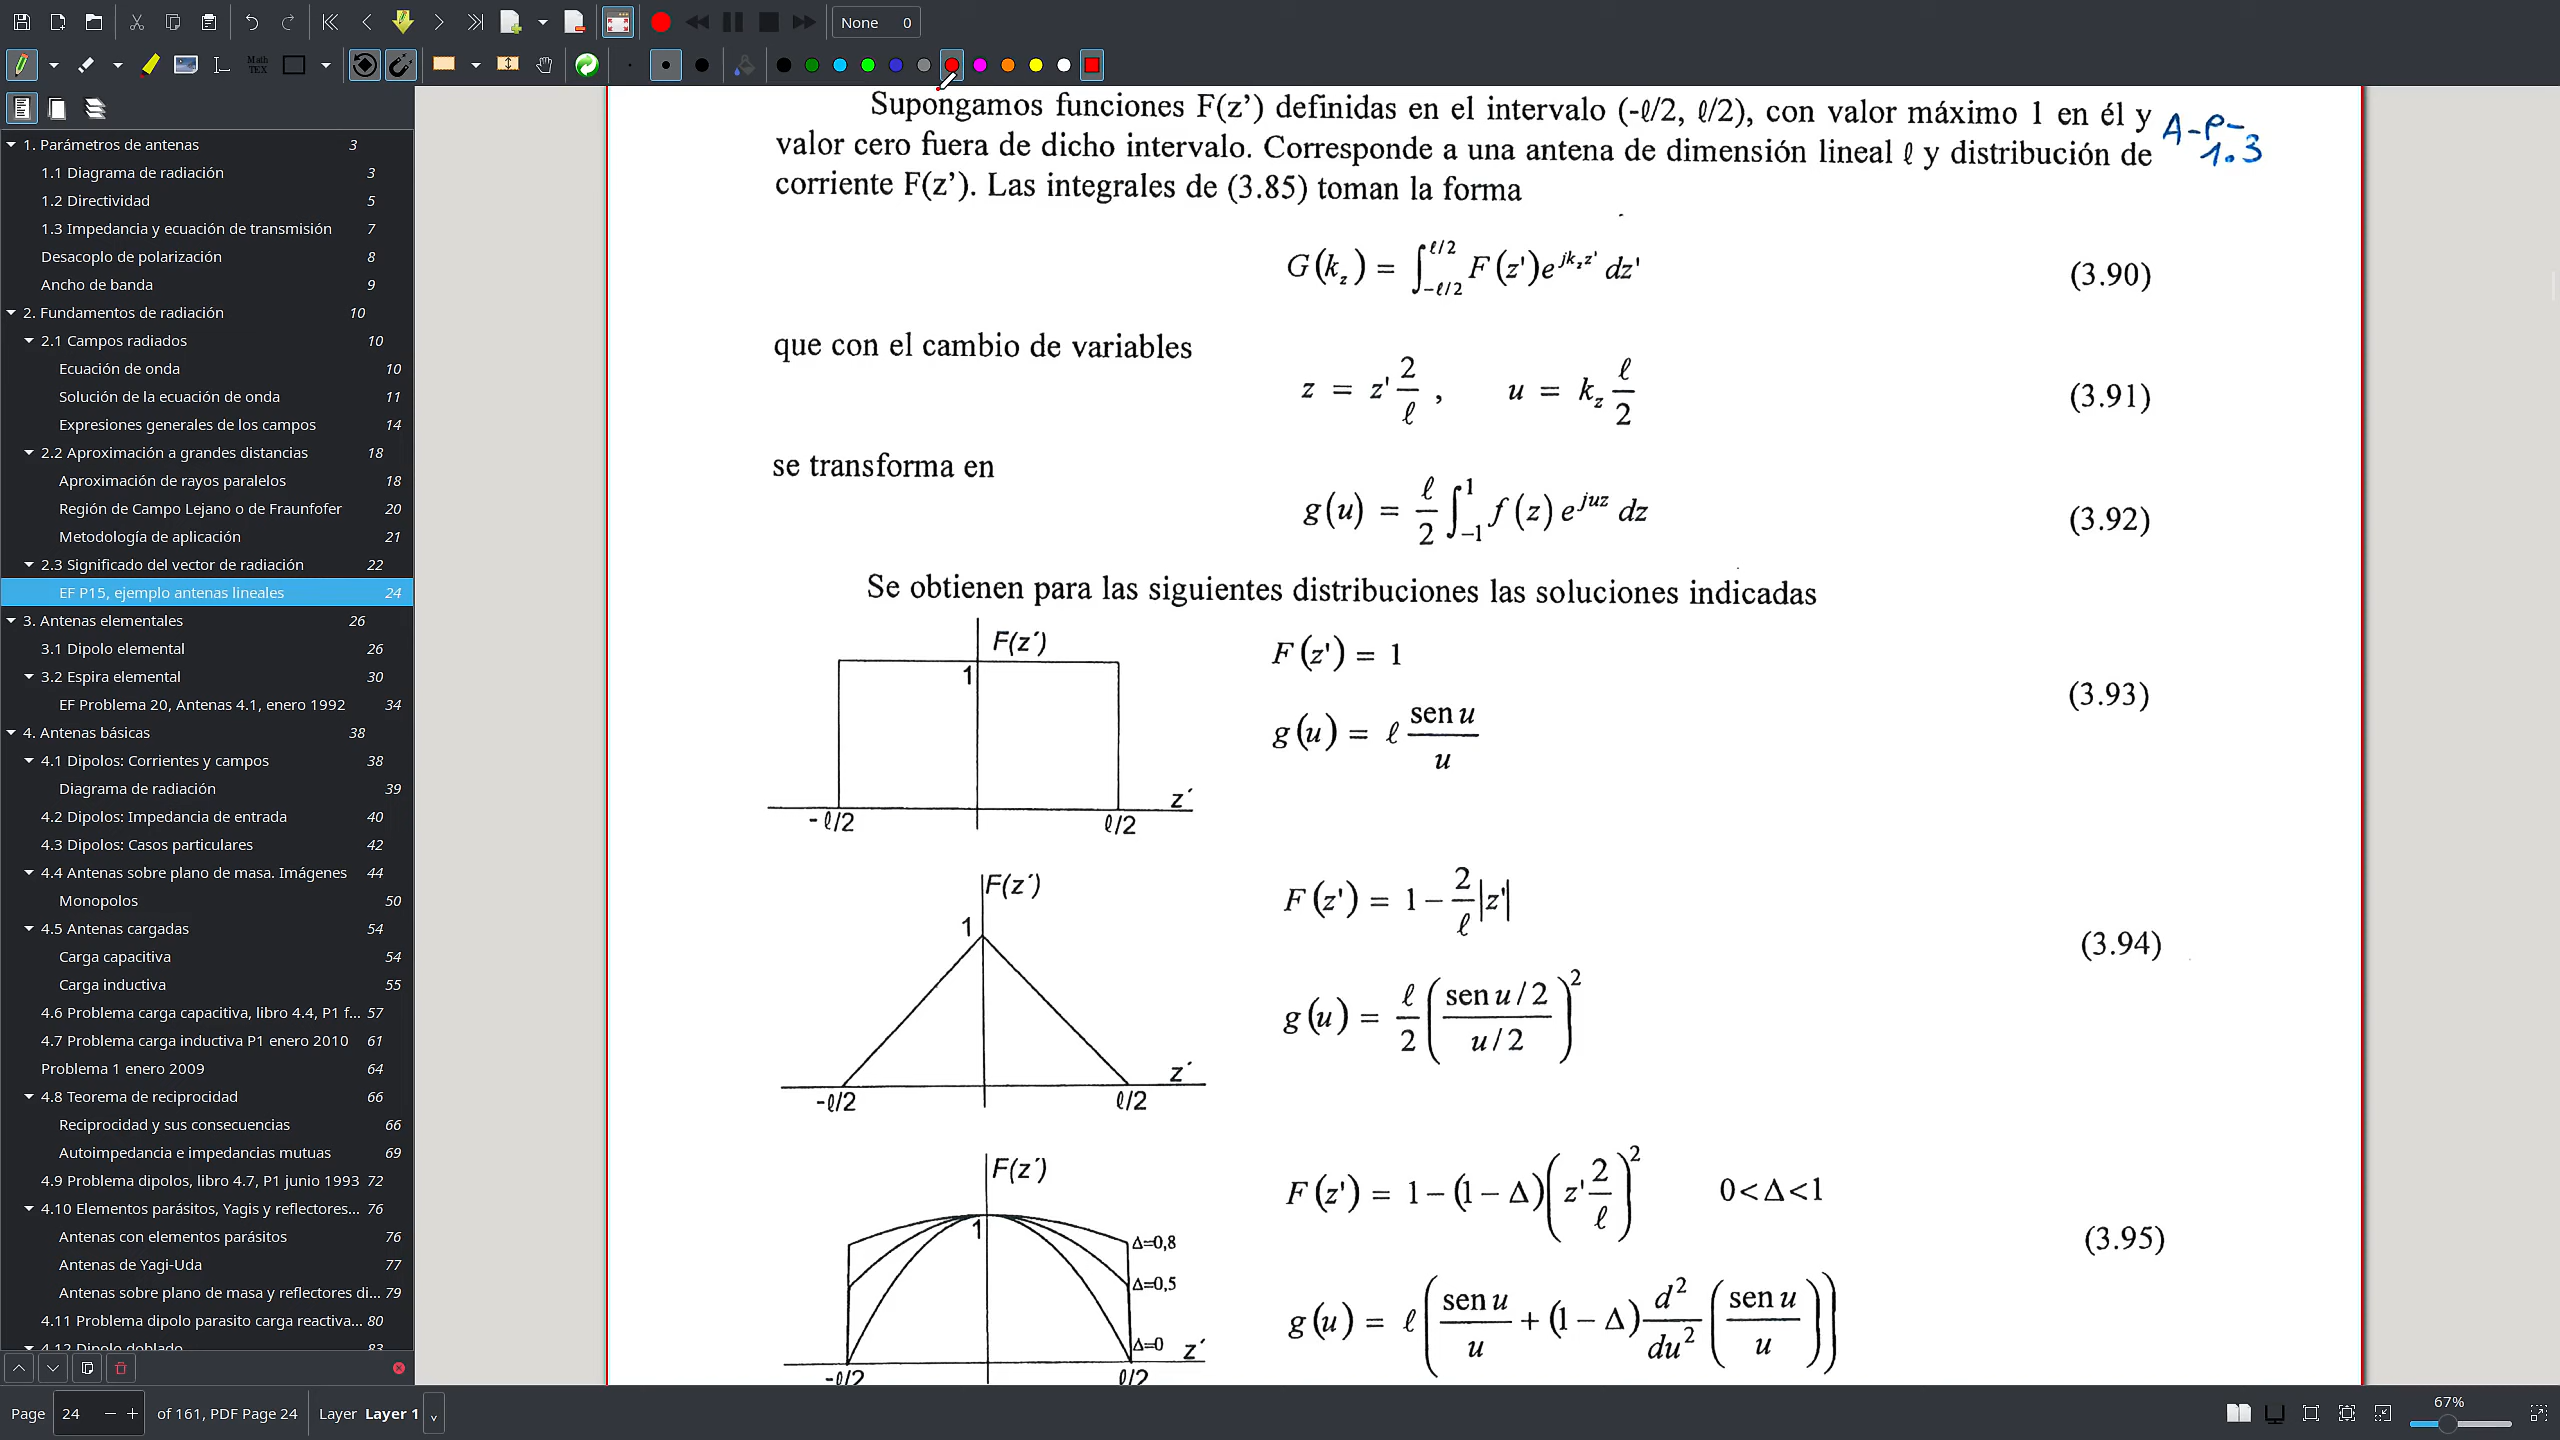 None 0
Math TEX
1. Parámetros de antenas 3
1.1 Diagrama de radiación 3
1.2 Directividad 5
1.3 Impedancia y ecuación de transmisión 7
Desacoplo de polarización 8
Ancho de banda 9
2. Fundamentos de radiación 10
2.1 Campos radiados 10
Ecuación de onda 10
Solución de la ecuación de onda 11
Expresiones generales de los campos 14
2.2 Aproximación a grandes distancias 18
Aproximación de rayos paralelos 18
Región de Campo Lejano o de Fraunfofer 20
Metodología de aplicación 21
2.3 Significado del vector de radiación 22
EF P15, ejemplo antenas lineales 24
3. Antenas elementales 26
3.1 Dipolo elemental 26
3.2 Espira elemental 30
EF Problema 20, Antenas 4.1, enero 1992 34
4. Antenas básicas 38
4.1 Dipolos: Corrientes y campos 38
Diagrama de radiación 39
4.2 Dipolos: Impedancia de entrada 40
4.3 Dipolos: Casos particulares 42
4.4 Antenas sobre plano de masa. Imágenes 44
Monopolos 50
4.5 Antenas cargadas 54
Carga capacitiva 54
Carga inductiva 55
4.6 Problema carga capacitiva, libro 4.4, P1 f... 57
4.7 Problema carga inductiva P1 enero 2010 61
Problema 1 enero 2009 64
4.8 Teorema de reciprocidad 66
Reciprocidad y sus consecuencias 66
Autoimpedancia e impedancias mutuas 69
4.9 Problema dipolos, libro 4.7, P1 junio 1993 72
4.10 Elementos parásitos, Yagis y reflectores... 76
Antenas con elementos parásitos 76
Antenas de Yagi-Uda 77
Antenas sobre plano de masa y reflectores di... 79
4.11 Problema dipolo parasito carga reactiva... 80
4.12 Dipolo doblado 83
Page 24 of 161, PDF Page 24 Layer Layer 1
67%
Supongamos funciones F(z’) definidas en el intervalo (-ℓ/2, ℓ/2), con valor máximo 1 en él y
valor cero fuera de dicho intervalo. Corresponde a una antena de dimensión lineal ℓ y distribución de
corriente F(z’). Las integrales de (3.85) toman la forma
A-P-
1.3
G(k_z) = ∫_{-ℓ/2}^{ℓ/2} F(z')e^{jk_z z'} dz' (3.90)
que con el cambio de variables
z = z' 2/ℓ , u = k_z ℓ/2 (3.91)
se transforma en
g(u) = ℓ/2 ∫_{-1}^{1} f(z) e^{juz} dz (3.92)
Se obtienen para las siguientes distribuciones las soluciones indicadas
F(z´)
1
z´
-ℓ/2 ℓ/2
F(z') = 1
g(u) = ℓ sen u / u
(3.93)
F(z´)
1
z´
-ℓ/2 ℓ/2
F(z') = 1 - 2/ℓ |z'|
g(u) = ℓ/2 (sen u/2 / u/2)^2
(3.94)
F(z´)
1
Δ=0,8
Δ=0,5
Δ=0 z´
-ℓ/2 ℓ/2
F(z') = 1-(1-Δ)(z' 2/ℓ)^2 0<Δ<1
(3.95)
g(u) = ℓ(sen u / u + (1-Δ) d^2/du^2 (sen u / u))